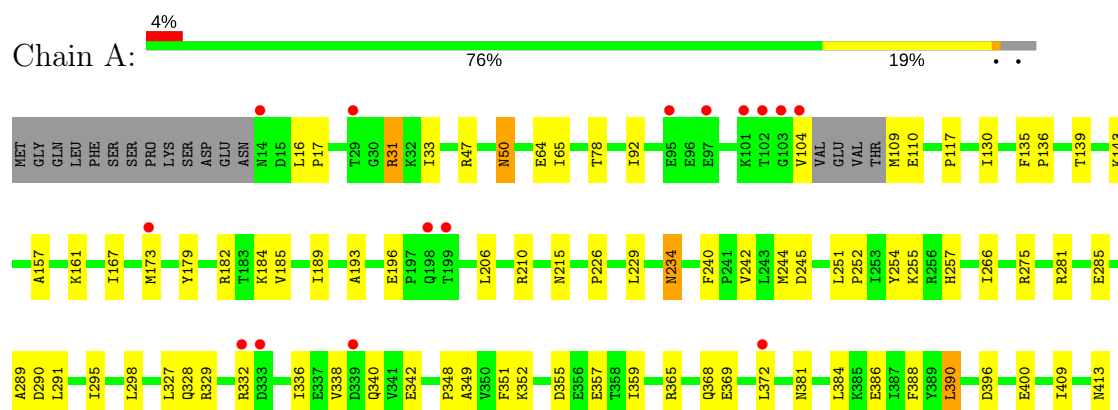 4%
Chain A:
76%
19%
MET GLY GLN LEU PHE SER SER PRO LYS SER ASP GLU ASN N14 D15 L16 P17 T29 G30 R31 K32 I33 R47 N50 E64 I65 T78 I92 E95 E96 E97 K101 T102 G103 V104 VAL GLU VAL THR M109 E110 P117 I130 F135 P136 T139 K143
A157 K161 I167 M173 Y179 R182 T183 K184 V185 I189 A193 E196 P197 Q198 T199 L206 R210 N215 P226 L229 N234 F240 P241 V242 L243 M244 D245 L251 P252 I253 Y254 K255 R256 H257 I266 R275 R281 E285
A289 D290 L291 I295 L298 L327 Q328 R329 R332 D333 I336 E337 V338 D339 Q340 V341 E342 P348 A349 V350 F351 K352 D355 E356 E357 T358 I359 R365 Q368 E369 L372 N381 L384 K385 E386 I387 F388 Y389 L390 D396 E400 I409 N413